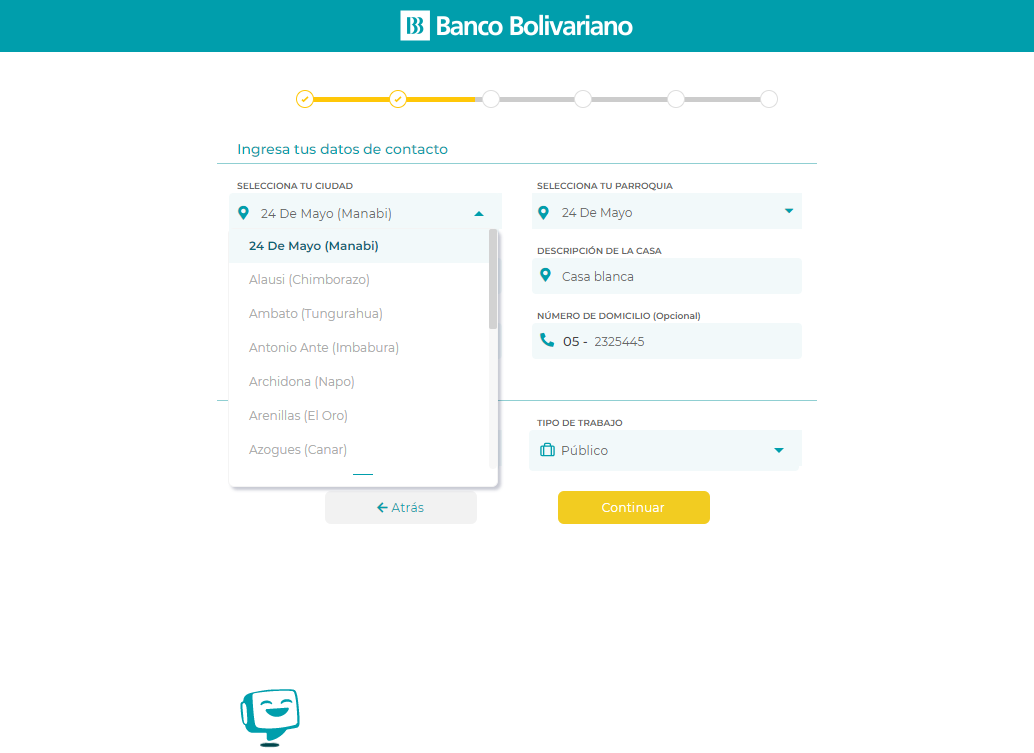 Banco Bolivariano
Ingresa tus datos de contacto
SELECCIONA TU CIUDAD
24 De Mayo (Manabi)
24 De Mayo (Manabi)
Alausi (Chimborazo)
Ambato (Tungurahua)
Antonio Ante (Imbabura)
Archidona (Napo)
Arenillas (El Oro)
Azogues (Canar)
SELECCIONA TU PARROQUIA
24 De Mayo
DESCRIPCIÓN DE LA CASA
Casa blanca
NÚMERO DE DOMICILIO (Opcional)
05 - 2325445
TIPO DE TRABAJO
Público
Atrás
Continuar